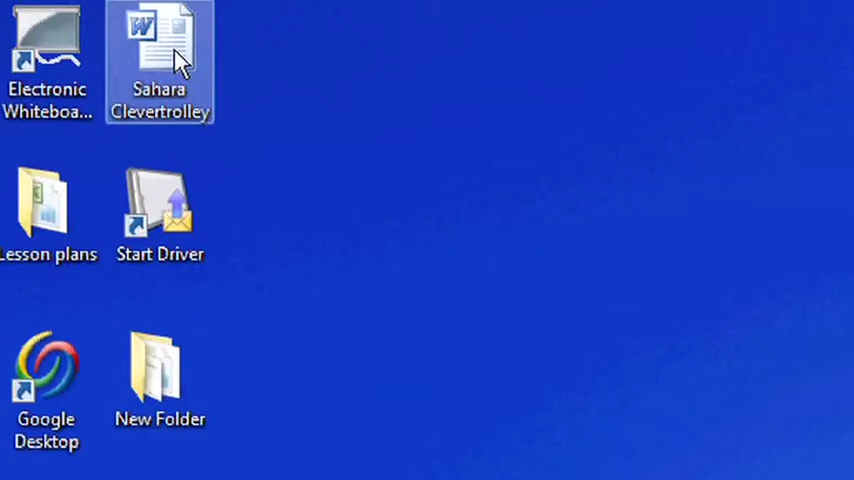 Electronic
Whiteboa...
Sahara
Clevertrolley
Lesson plans
Start Driver
Google
Desktop
New Folder